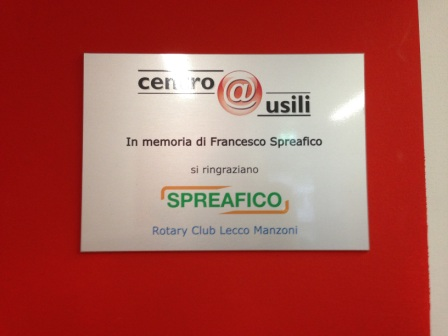 centro @ usili
In memoria di Francesco Spreafico
si ringraziano
SPREAFICO
Rotary Club Lecco Manzoni